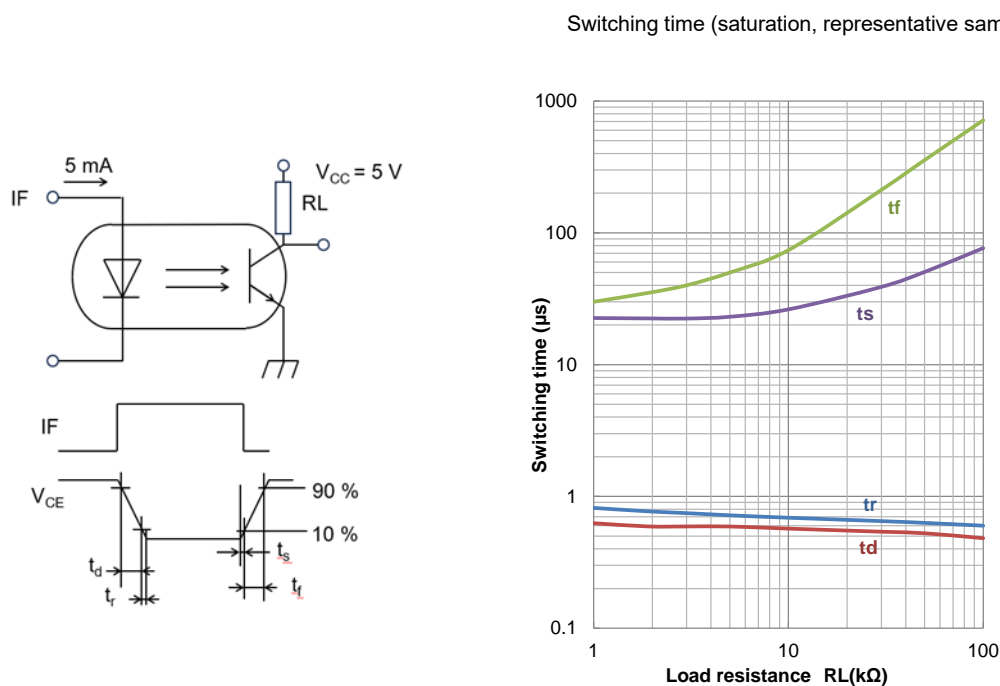 Switching time (saturation, representative sam
5 mA
IF
VCC = 5 V
RL
IF
VCE
90 %
10 %
td
tr
ts
tf
Switching time (μs)
1000
100
10
1
0.1
tf
ts
tr
td
1
10
100
Load resistance RL(kΩ)